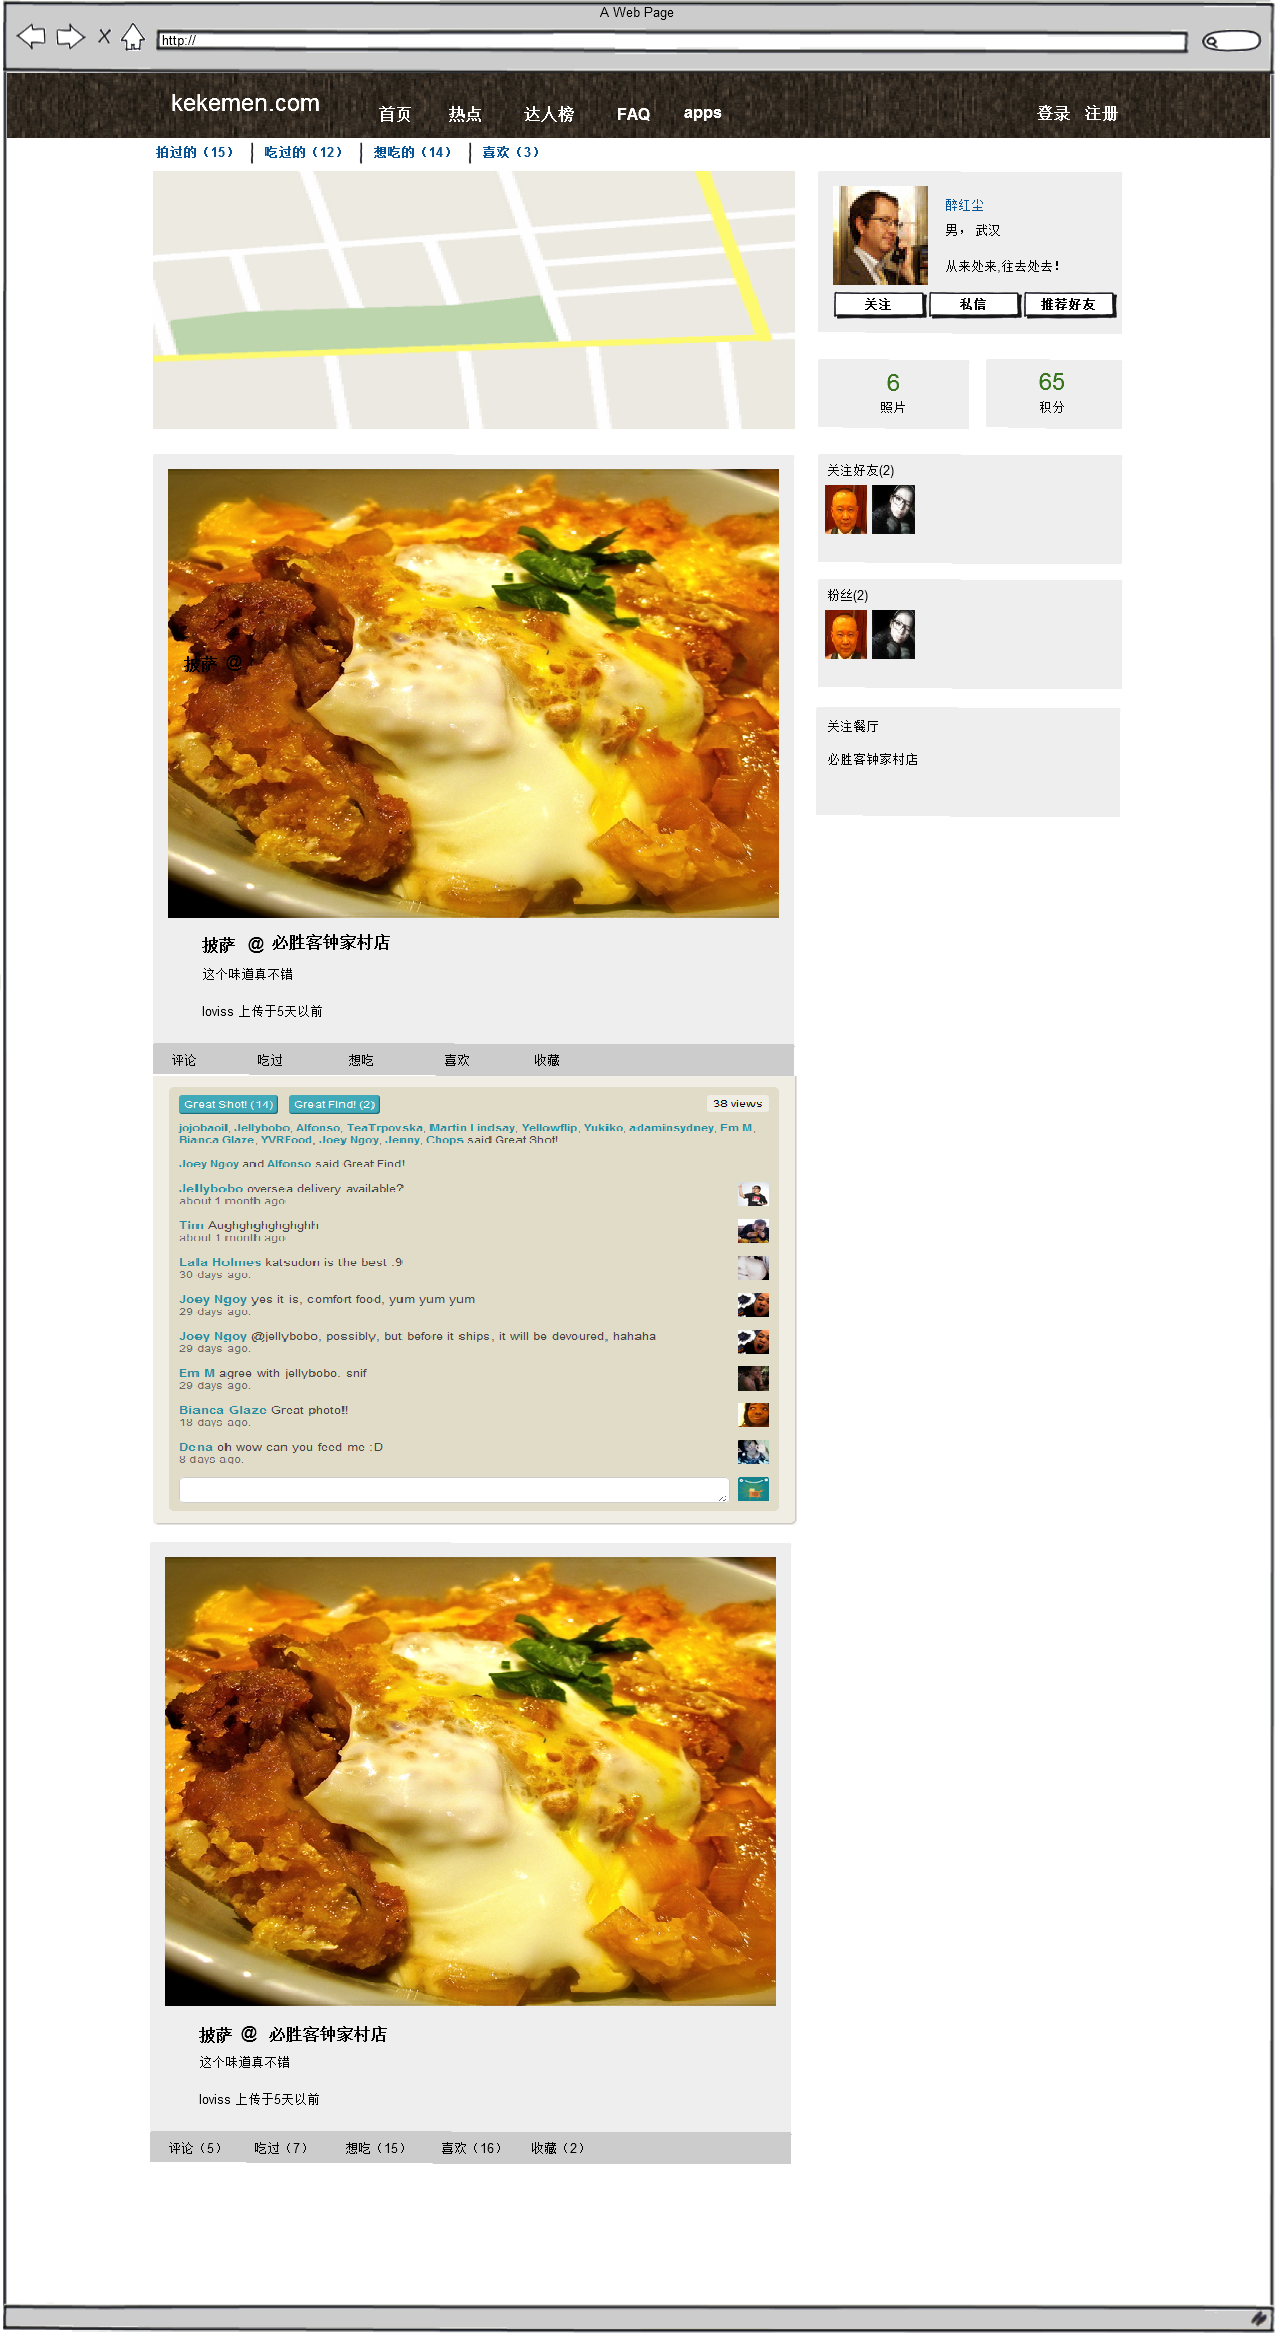 A Web Page
http://
kekemen.com 首页 热点 达人榜 FAQ apps 登录 注册
拍过的（15） 吃过的（12） 想吃的（14） 喜欢（3）
醉红尘
男， 武汉
从来处来,往去处去!
关注 私信 推荐好友
6
照片
65
积分
关注好友(2)
粉丝(2)
关注餐厅
必胜客钟家村店
披萨 @
披萨 @ 必胜客钟家村店
这个味道真不错
loviss 上传于5天以前
评论 吃过 想吃 喜欢 收藏
Great Shot! (14) Great Find! (2) 38 views
jojobaoil, Jellybobo, Alfonso, TeaTrpovska, Martin Lindsay, Yellowflip, Yukiko, adaminsydney, Em M,
Bianca Glaze, YVRFood, Joey Ngoy, Jenny, Chops said Great Shot!
Joey Ngoy and Alfonso said Great Find!
Jellybobo oversea delivery available?
about 1 month ago.
Tim Aughghghghghghh
about 1 month ago.
Lalla Holmes katsudon is the best .9
30 days ago.
Joey Ngoy yes it is, comfort food, yum yum yum
29 days ago.
Joey Ngoy @jellybobo, possibly, but before it ships, it will be devoured, hahaha
29 days ago.
Em M agree with jellybobo. snif
29 days ago.
Bianca Glaze Great photo!!
18 days ago.
Dena oh wow can you feed me :D
8 days ago.
披萨 @ 必胜客钟家村店
这个味道真不错
loviss 上传于5天以前
评论（5） 吃过（7） 想吃（15） 喜欢（16） 收藏（2）